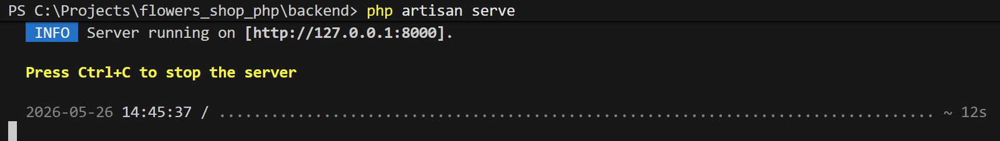 PS C:\Projects\flowers_shop_php\backend> php artisan serve
INFO Server running on [http://127.0.0.1:8000].
Press Ctrl+C to stop the server
2026-05-26 14:45:37 / .................................................................................. ~ 12s